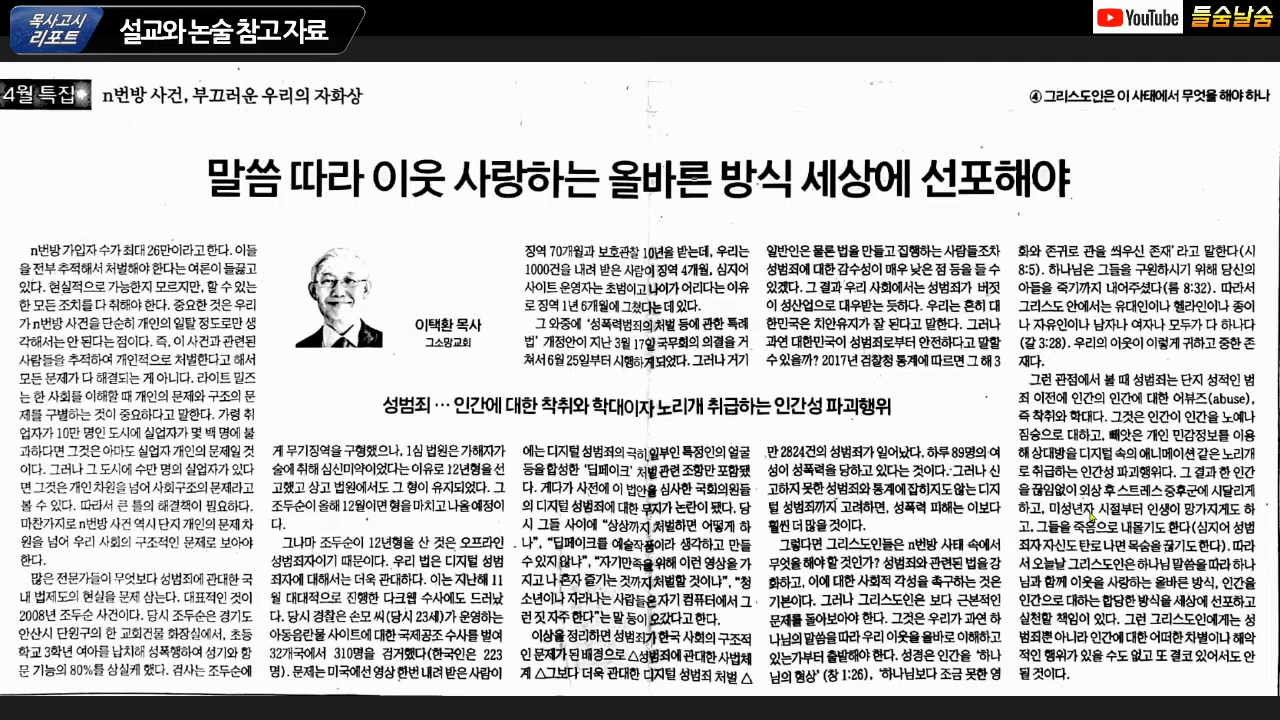 목사고시
리포트
설교와 논술 참고 자료
YouTube 들숨날숨
4월 특집
n번방 사건, 부끄러운 우리의 자화상
④ 그리스도인은 이 사태에서 무엇을 해야 하나
말씀 따라 이웃 사랑하는 올바른 방식 세상에 선포해야
n번방 가입자 수가 최대 26만이라고 한다. 이들
을 전부 추적해서 처벌해야 한다는 여론이 들끓고
있다. 현실적으로 가능한지 모르지만, 할 수 있는
한 모든 조치를 다 취해야 한다. 중요한 것은 우리
가 n번방 사건을 단순히 개인의 일탈 정도로만 생
각해서는 안 된다는 점이다. 즉, 이 사건과 관련된
사람들을 추적하여 개인적으로 처벌한다고 해서
모든 문제가 다 해결되는 게 아니다. 라이트 밀즈
는 한 사회를 이해할 때 개인의 문제와 구조의 문
제를 구별하는 것이 중요하다고 말한다. 가령 취
업자가 10만 명인 도시에 실업자가 몇 백 명에 불
과하다면 그것은 아마도 실업자 개인의 문제일 것
이다. 그러나 그 도시에 수만 명의 실업자가 있다
면 그것은 개인 차원을 넘어 사회구조의 문제라고
볼 수 있다. 따라서 큰 틀의 해결책이 필요하다.
마찬가지로 n번방 사건 역시 단지 개인의 문제 차
원을 넘어 우리 사회의 구조적인 문제로 보아야
한다.
많은 전문가들이 무엇보다 성범죄에 관대한 국
내 법제도의 현실을 문제 삼는다. 대표적인 것이
2008년 조두순 사건이다. 당시 조두순은 경기도
안산시 단원구의 한 교회건물 화장실에서, 초등
학교 3학년 여아를 납치해 성폭행하여 성기와 항
문 기능의 80%를 상실케 했다. 검사는 조두순에
이택환 목사
그소망교회
성범죄 … 인간에 대한 착취와 학대이자 노리개 취급하는 인간성 파괴행위
게 무기징역을 구형했으나, 1심 법원은 가해자가
술에 취해 심신미약이었다는 이유로 12년형을 선
고했고 상고 법원에서도 그 형이 유지되었다. 그
조두순이 올해 12월이면 형을 마치고 나올 예정이
다.
그나마 조두순이 12년형을 산 것은 오프라인
성범죄자이기 때문이다. 우리 법은 디지털 성범
죄자에 대해서는 더욱 관대하다. 이는 지난해 11
월 대대적으로 진행한 다크웹 수사에도 드러났
다. 당시 경찰은 손모 씨(당시 23세)가 운영하는
아동음란물 사이트에 대한 국제공조 수사를 벌여
32개국에서 310명을 검거했다(한국인은 223
명). 문제는 미국에선 영상 한번 내려 받은 사람이
징역 70개월과 보호관찰 10년을 받는데, 우리는
1000건을 내려 받은 사람이 징역 4개월, 심지어
사이트 운영자는 초범이고 나이가 어리다는 이유
로 징역 1년 6개월에 그쳤다는 데 있다.
그 와중에 ‘성폭력범죄의 처벌 등에 관한 특례
법’ 개정안이 지난 3월 17일 국무회의 의결을 거
쳐서 6월 25일부터 시행하게 되었다. 그러나 거기
에는 디지털 성범죄의 극히 일부인 특정인의 얼굴
등을 합성한 ‘딥페이크’ 처벌 관련 조항만 포함됐
다. 게다가 사전에 이 법안을 심사한 국회의원들
의 디지털 성범죄에 대한 무지가 논란이 됐다. 당
시 그들 사이에 “상상까지 처벌하면 어떻게 하
나”, “딥페이크를 예술작품이라 생각하고 만들
수 있지 않나”, “자기만족을 위해 이런 영상을 가
지고 나 혼자 즐기는 것까지 처벌할 것이냐”, “청
소년이나 자라나는 사람들은 자기 컴퓨터에서 그
런 짓 자주 한다”는 말 등이 오갔다고 한다.
이상을 정리하면 성범죄가 한국 사회의 구조적
인 문제가 된 배경으로 △성범죄에 관대한 사법체
계 △그보다 더욱 관대한 디지털 성범죄 처벌 △
일반인은 물론 법을 만들고 집행하는 사람들조차
성범죄에 대한 감수성이 매우 낮은 점 등을 들 수
있겠다. 그 결과 우리 사회에서는 성범죄가 버젓
이 성산업으로 대우받는 듯하다. 우리는 흔히 대
한민국은 치안유지가 잘 된다고 말한다. 그러나
과연 대한민국이 성범죄로부터 안전하다고 말할
수 있을까? 2017년 검찰청 통계에 따르면 그 해 3
만 2824건의 성범죄가 일어났다. 하루 89명의 여
성이 성폭력을 당하고 있다는 것이다. 그러나 신
고하지 못한 성범죄와 통계에 잡히지도 않는 디지
털 성범죄까지 고려하면, 성폭력 피해는 이보다
훨씬 더 많을 것이다.
그렇다면 그리스도인들은 n번방 사태 속에서
무엇을 해야 할 것인가? 성범죄와 관련된 법을 강
화하고, 이에 대한 사회적 각성을 촉구하는 것은
기본이다. 그러나 그리스도인은 보다 근본적인
문제를 돌아보아야 한다. 그것은 우리가 과연 하
나님의 말씀을 따라 우리 이웃을 올바로 이해하고
있는가부터 출발해야 한다. 성경은 인간을 ‘하나
님의 형상’ (창 1:26), ‘하나님보다 조금 못한 영
화와 존귀로 관을 씌우신 존재’라고 말한다(시
8:5). 하나님은 그들을 구원하시기 위해 당신의
아들을 죽기까지 내어주셨다(롬 8:32). 따라서
그리스도 안에서는 유대인이나 헬라인이나 종이
나 자유인이나 남자나 여자나 모두가 다 하나다
(갈 3:28). 우리의 이웃이 이렇게 귀하고 중한 존
재다.
그런 관점에서 볼 때 성범죄는 단지 성적인 범
죄 이전에 인간의 인간에 대한 어뷰즈(abuse),
즉 착취와 학대다. 그것은 인간이 인간을 노예나
짐승으로 대하고, 빼앗은 개인 민감정보를 이용
해 상대방을 디지털 속의 애니메이션 같은 노리개
로 취급하는 인간성 파괴행위다. 그 결과 한 인간
을 끊임없이 외상 후 스트레스 증후군에 시달리게
하고, 미성년자 시절부터 인생이 망가지게도 하
고, 그들을 죽음으로 내몰기도 한다(심지어 성범
죄자 자신도 탄로 나면 목숨을 끊기도 한다). 따라
서 오늘날 그리스도인은 하나님 말씀을 따라 하나
님과 함께 이웃을 사랑하는 올바른 방식, 인간을
인간으로 대하는 합당한 방식을 세상에 선포하고
실천할 책임이 있다. 그런 그리스도인에게는 성
범죄뿐 아니라 인간에 대한 어떠한 차별이나 해악
적인 행위가 있을 수도 없고 또 결코 있어서도 안
될 것이다.